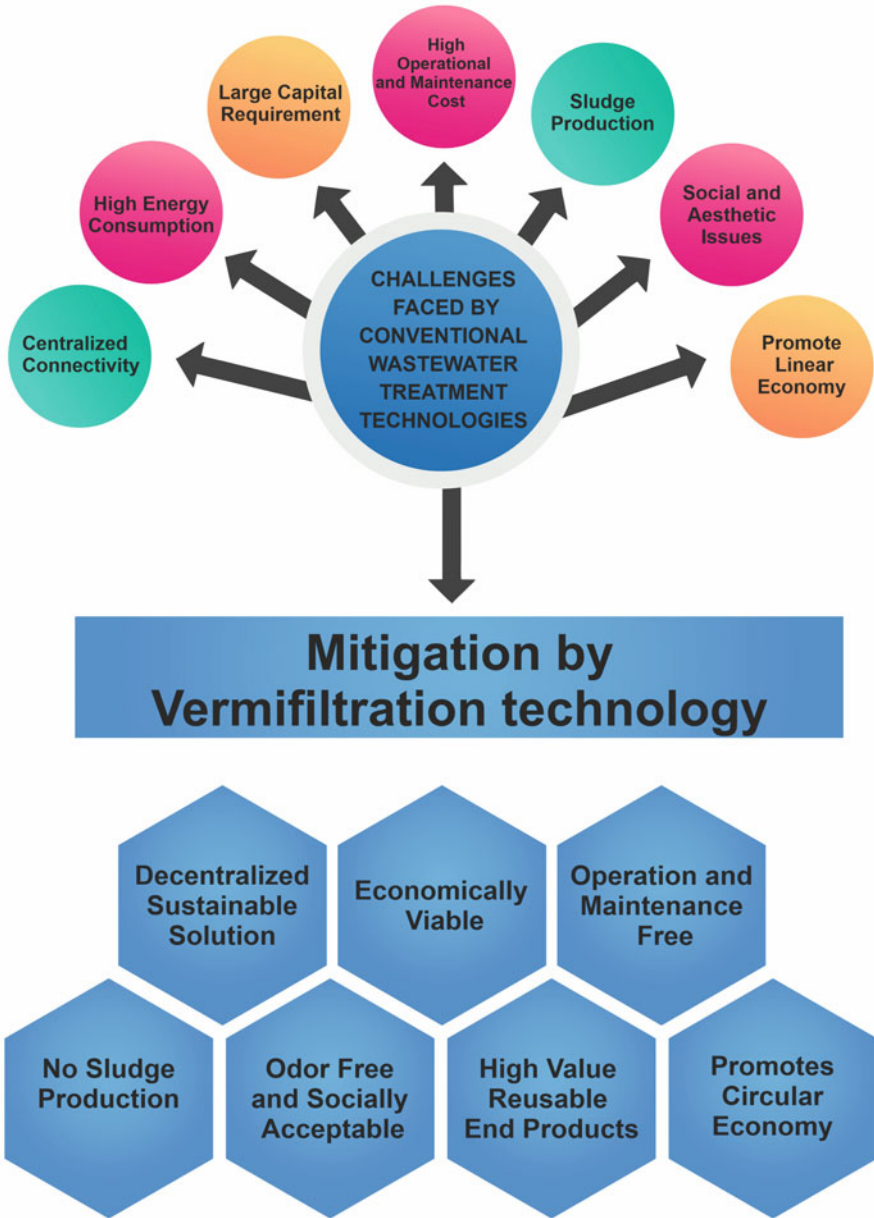 High
Operational
and Maintenance
Cost
Large Capital
Requirement
Sludge
Production
High Energy
Consumption
Social and
Aesthetic
Issues
Centralized
Connectivity
CHALLENGES
FACED BY
CONVENTIONAL
WASTEWATER
TREATMENT
TECHNOLOGIES
Promote
Linear
Economy
Mitigation by
Vermifiltration technology
Decentralized
Sustainable
Solution
Economically
Viable
Operation and
Maintenance
Free
No Sludge
Production
Odor Free
and Socially
Acceptable
High Value
Reusable
End Products
Promotes
Circular
Economy